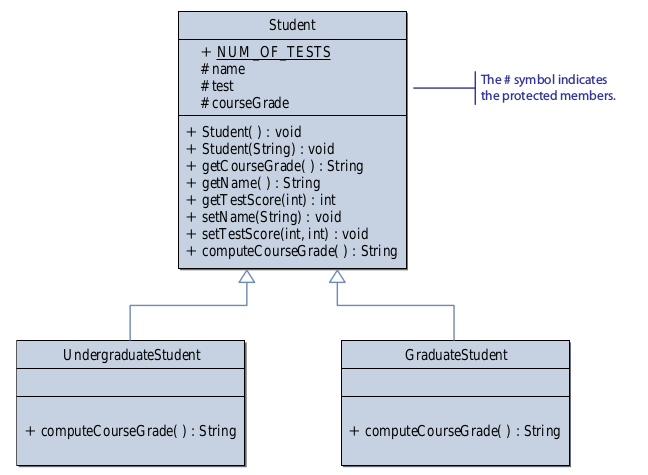 Student
+ NUM_OF_TESTS
# name
# test
# courseGrade
The # symbol indicates
the protected members.
+ Student( ) : void
+ Student(String) : void
+ getCourseGrade( ) : String
+ getName( ) : String
+ getTestScore(int) : int
+ setName(String) : void
+ setTestScore(int, int) : void
+ computeCourseGrade( ) : String
UndergraduateStudent
+ computeCourseGrade( ) : String
GraduateStudent
+ computeCourseGrade( ) : String